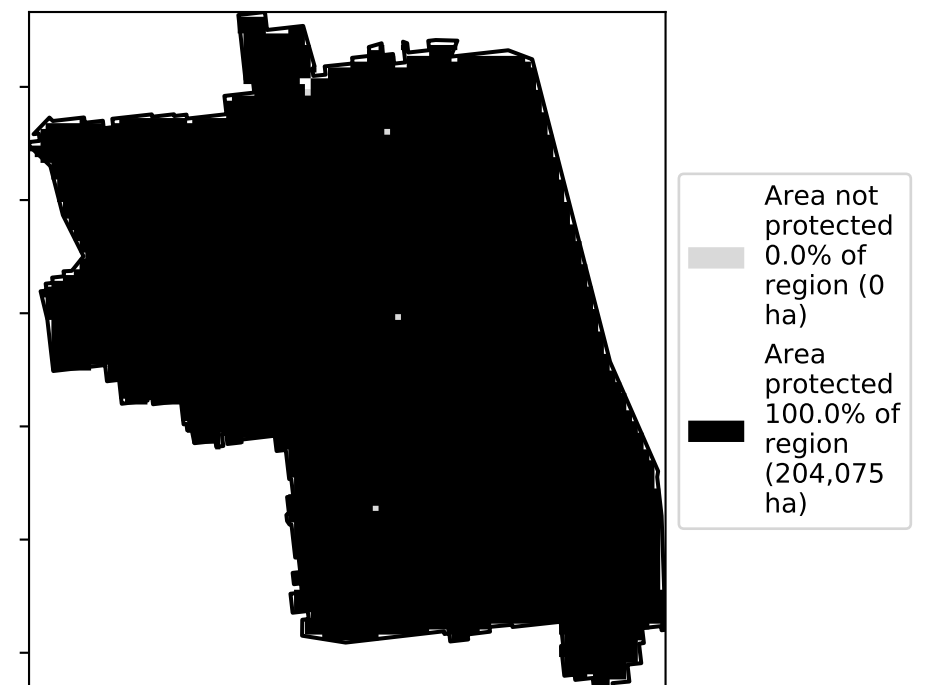 Area not
protected
0.0% of
region (0
ha)
Area
protected
100.0% of
region
(204,075
ha)